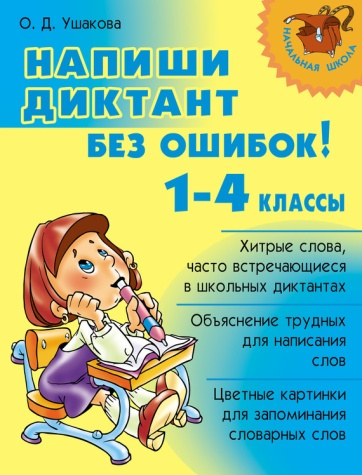 О. Д. Ушакова
НАЧАЛЬНАЯ ШКОЛА
НАПИШИ
ДИКТАНТ
БЕЗ ОШИБОК!
1-4 КЛАССЫ
Хитрые слова,
часто встречающиеся
в школьных диктантах
Объяснение трудных
для написания
слов
Цветные картинки
для запоминания
словарных слов